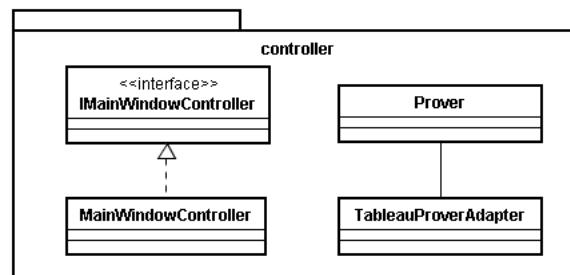 controller
<<interface>>
IMainWindowController
Prover
MainWindowController
TableauProverAdapter